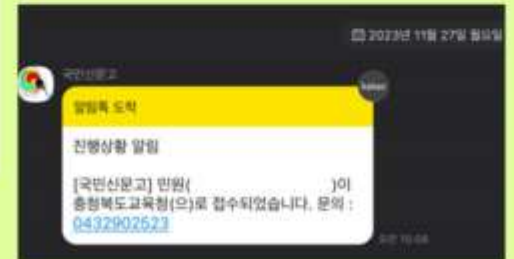 2023년 11월 27일 월요일
국민신문고
알림톡 도착
kakao
진행상황 알림
[국민신문고] 민원( )이
충청북도교육청(으)로 접수되었습니다. 문의 :
0432902523